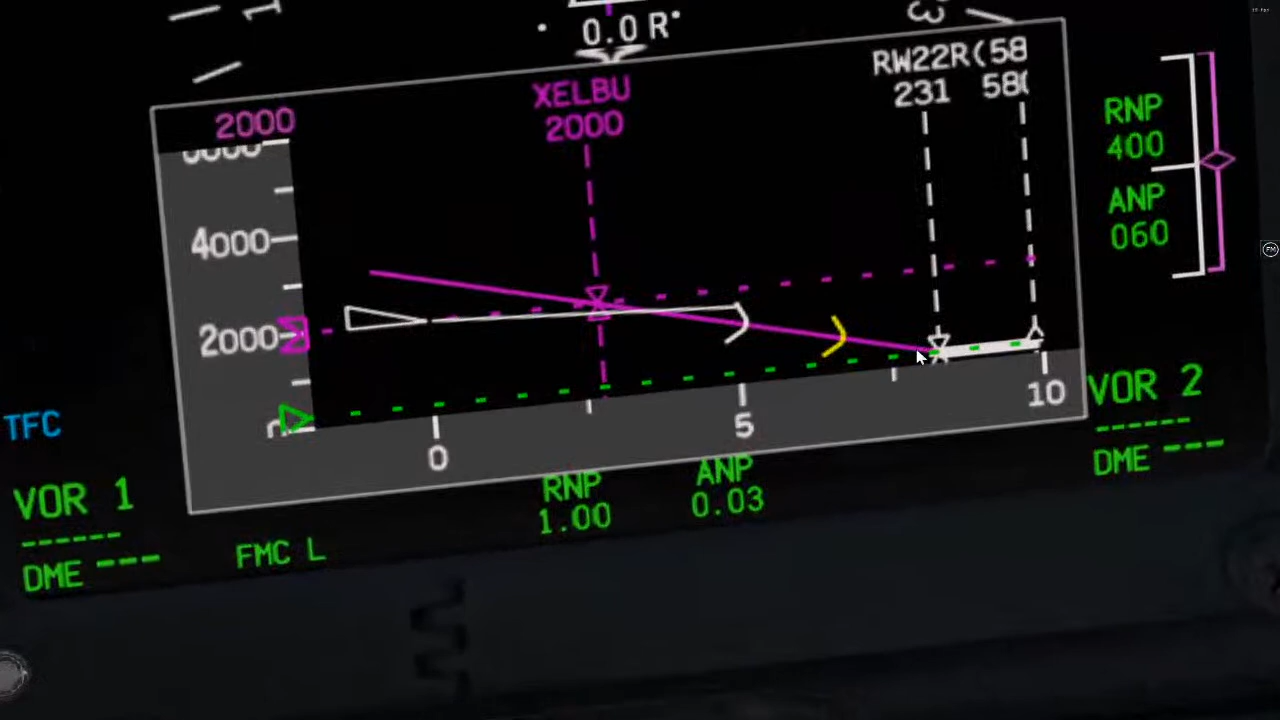 0.0 R
2000
XELBU
2000
RW22R(58
231 58
4000
2000
0
5
10
RNP
400
ANP
060
TFC
VOR 1
------
DME ---
FMC L
RNP
1.00
ANP
0.03
VOR 2
------
DME ---